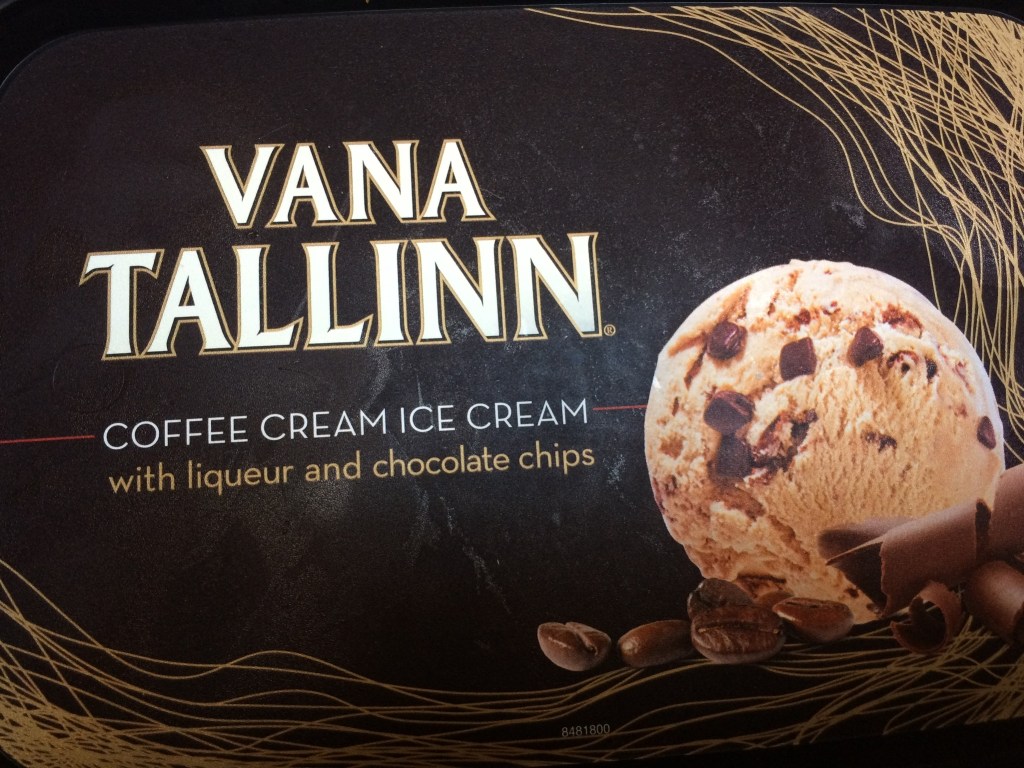 VANA
TALLINN®
COFFEE CREAM ICE CREAM
with liqueur and chocolate chips
8481800